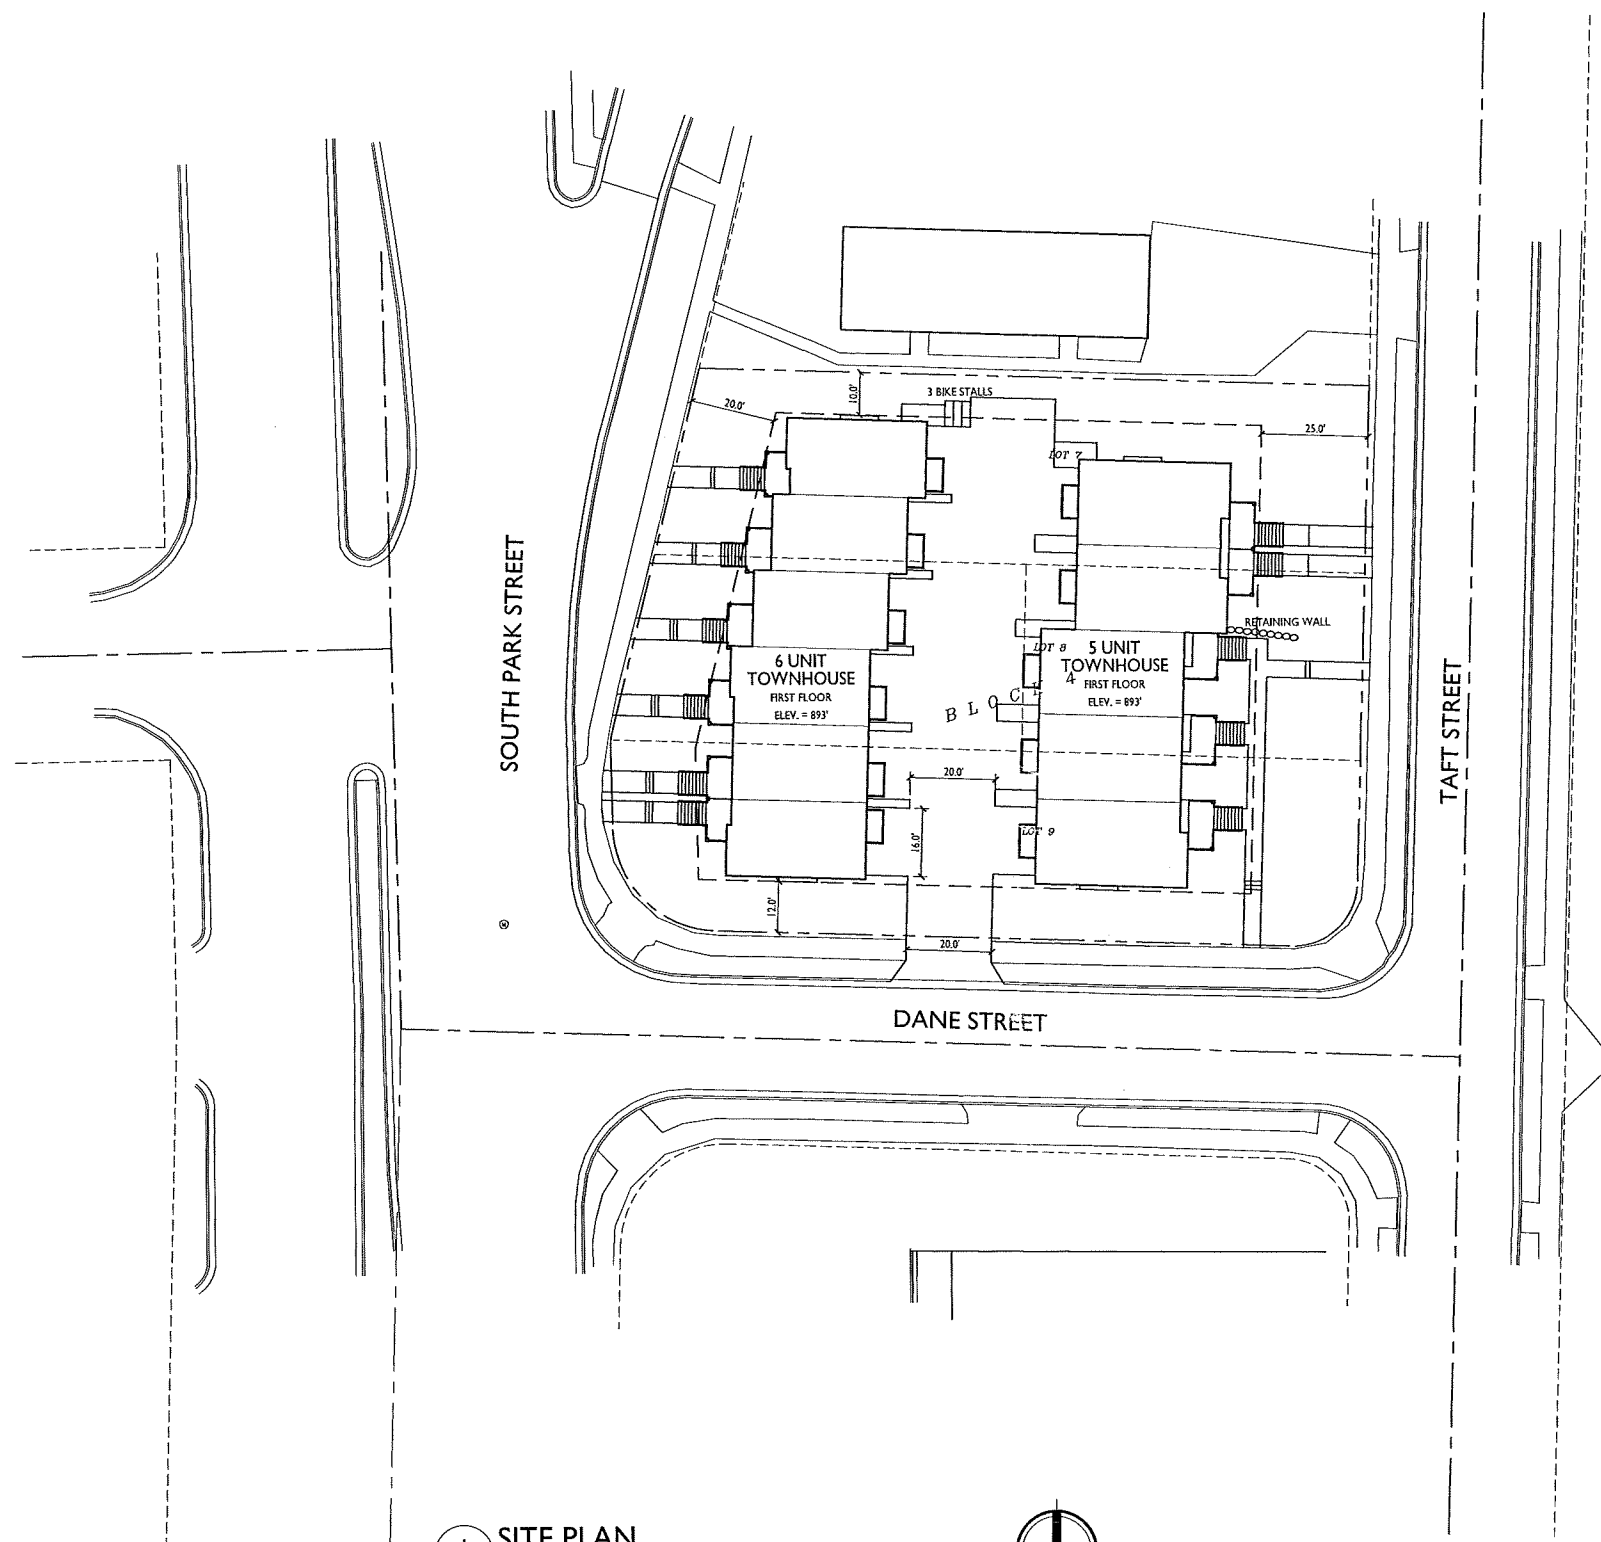 3 BIKE STALLS
10.0'
20.0'
25.0'
LOT 7
SOUTH PARK STREET
6 UNIT
TOWNHOUSE
FIRST FLOOR
ELEV. = 893'
LOT 8
5 UNIT
TOWNHOUSE
FIRST FLOOR
ELEV. = 893'
RETAINING WALL
BLOCK 4
TAFT STREET
20.0'
16.0'
LOT 9
12.0'
20.0'
DANE STREET
SITE PLAN